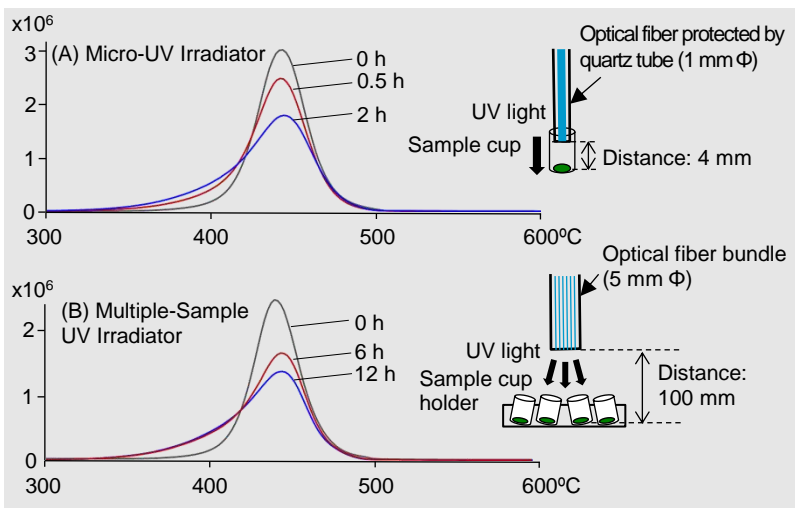 x10⁶
(A) Micro-UV Irradiator
3
2
1
0
0 h
0.5 h
2 h
300
400
500
600ºC
Optical fiber protected by
quartz tube (1 mm Φ)
UV light
Sample cup
Distance: 4 mm
x10⁶
(B) Multiple-Sample
UV Irradiator
2
1
0
0 h
6 h
12 h
300
400
500
600ºC
Optical fiber bundle
(5 mm Φ)
UV light
Sample cup
holder
Distance:
100 mm